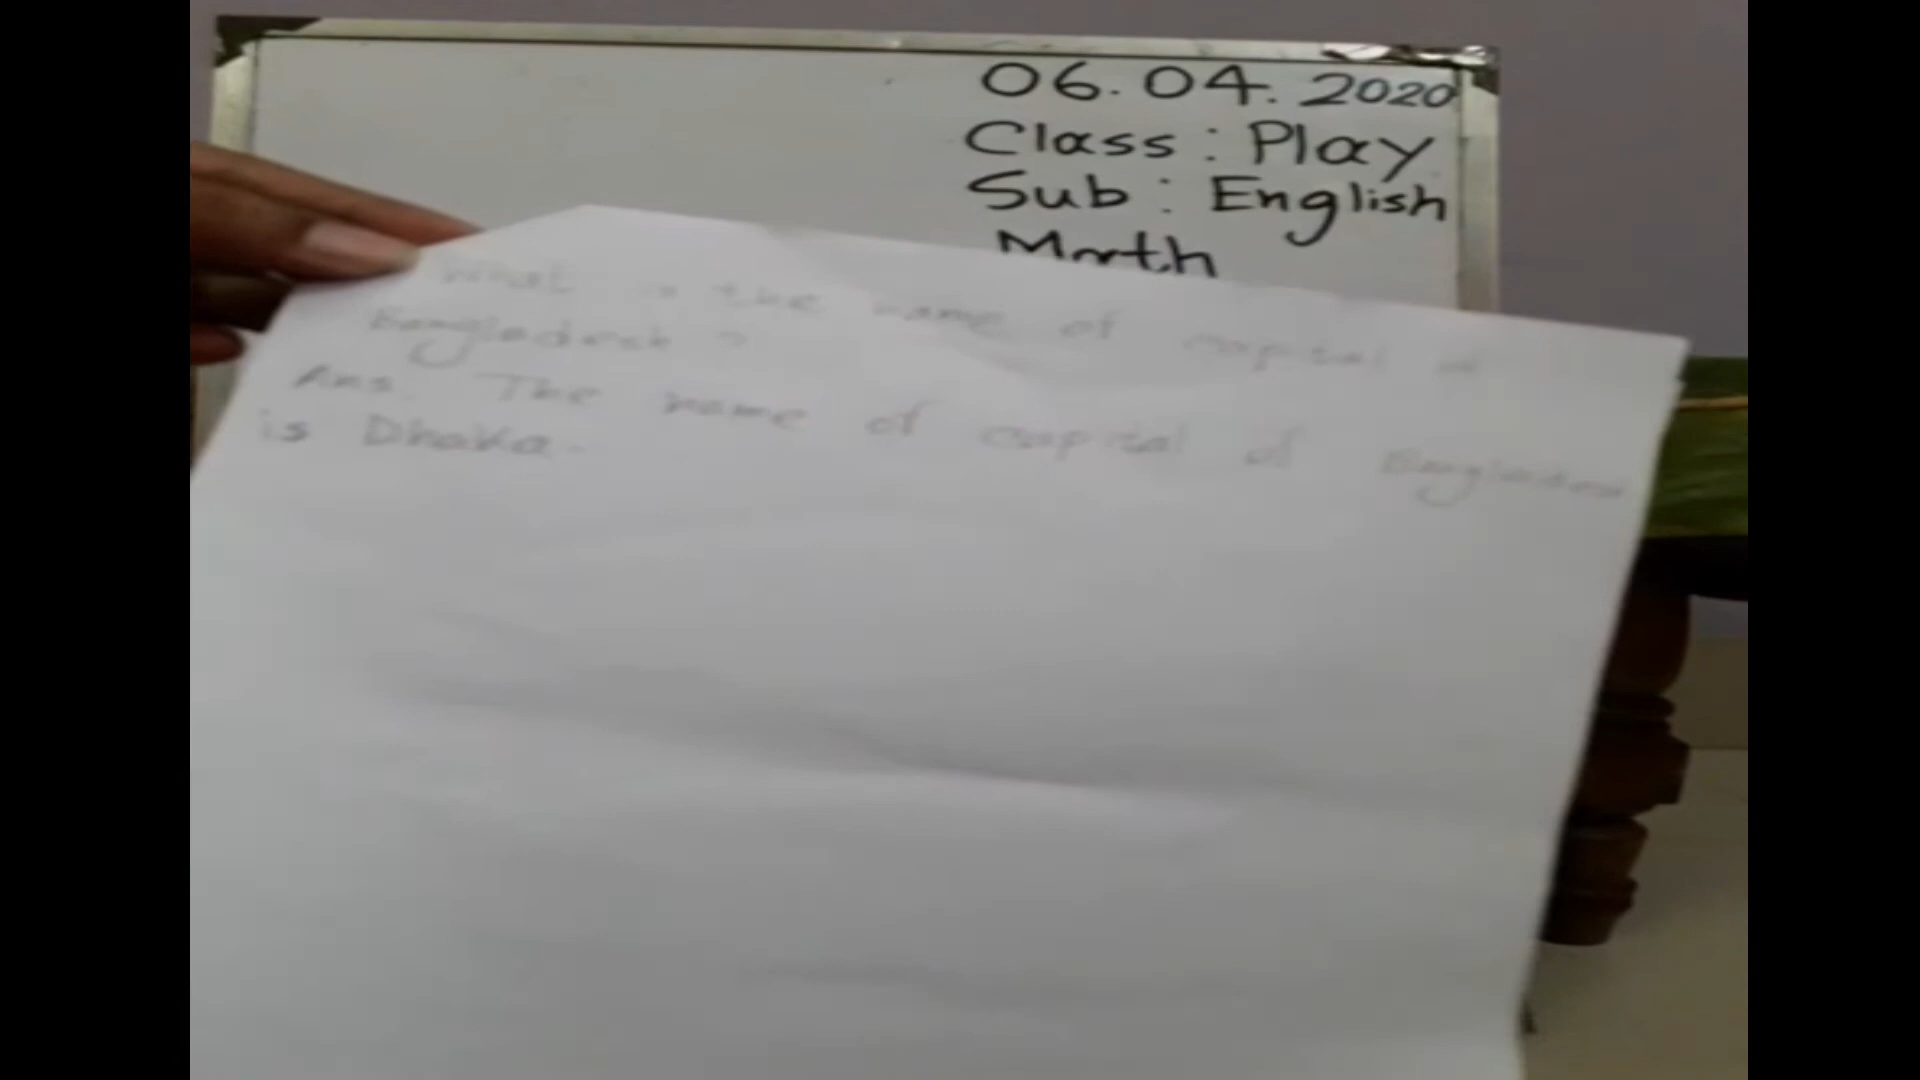 06.04.2020
Class : Play
Sub : English
Math
What is the name of capital of
Bangladesh ?
Ans. The name of capital of Bangladesh
is Dhaka.